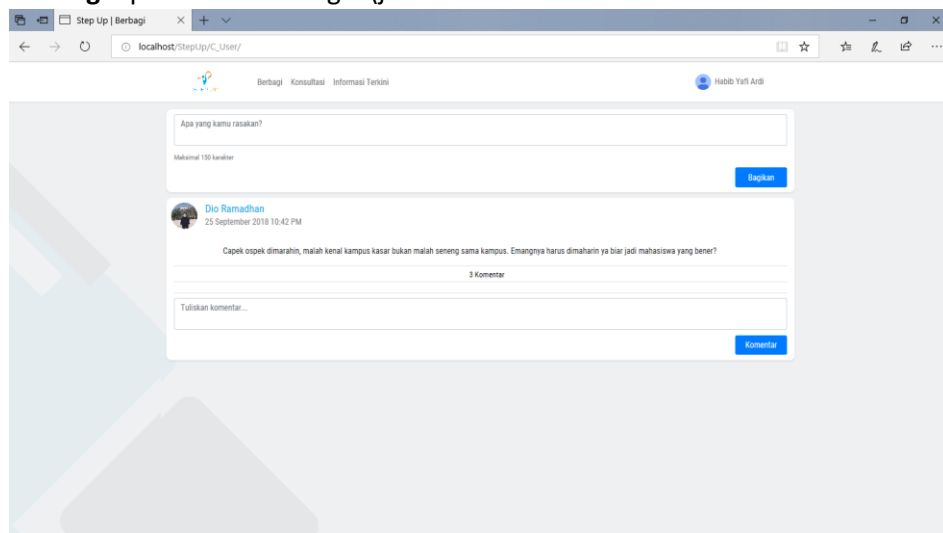 Step Up | Berbagi
localhost/StepUp/C_User/
Berbagi Konsultasi Informasi Terkini
Habib Yafi Ardi
Apa yang kamu rasakan?
Maksimal 150 karakter
Bagikan
Dio Ramadhan
25 September 2018 10:42 PM
Capek ospek dimarahin, malah kenal kampus kasar bukan malah seneng sama kampus. Emangnya harus dimaharin ya biar jadi mahasiswa yang bener?
3 Komentar
Tuliskan komentar...
Komentar